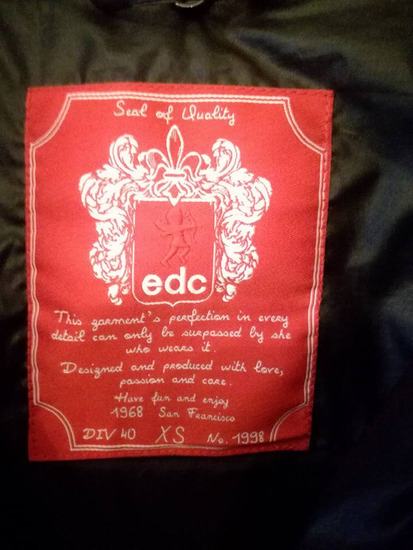 Seal of Quality
edc
This garment's perfection in every
detail can only be surpassed by she
who wears it.
Designed and produced with love,
passion and care.
Have fun and enjoy
1968 San Francisco
DIV 40 XS No. 1998